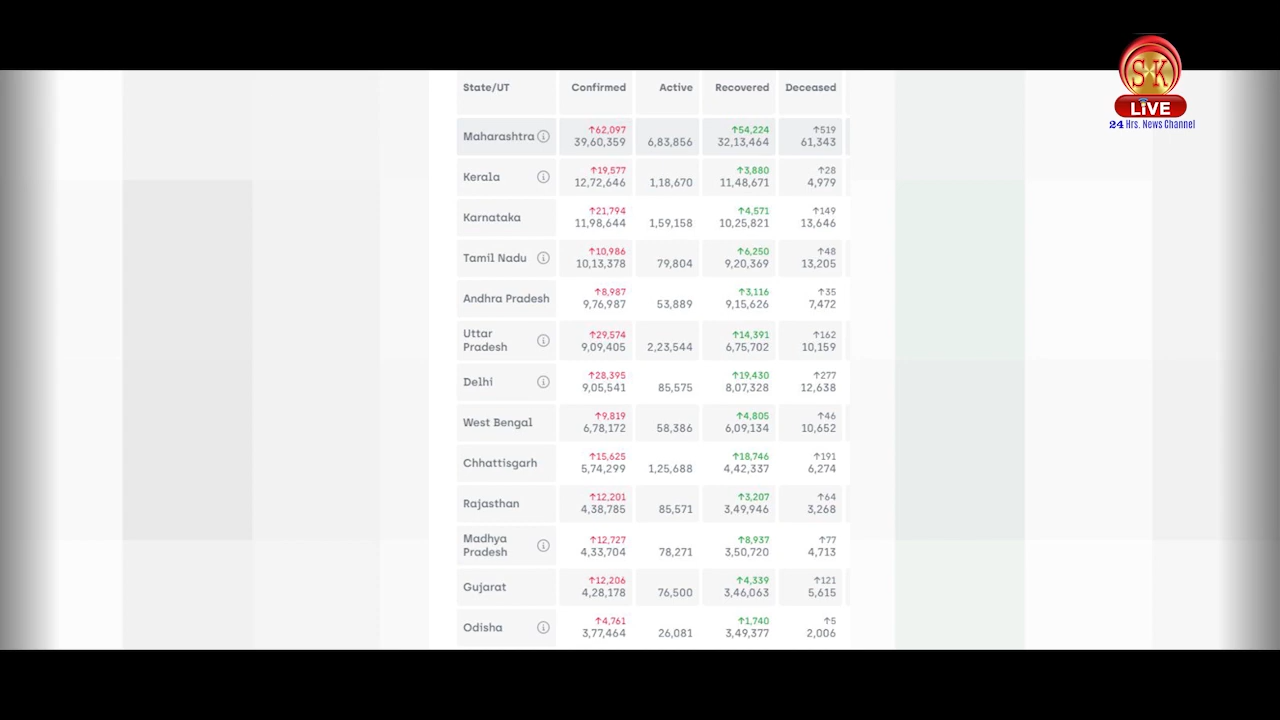 State/UT Confirmed Active Recovered Deceased
↑62,097 ↑54,224 ↑519
Maharashtra 39,60,359 6,83,856 32,13,464 61,343
↑19,577 ↑3,880 ↑28
Kerala 12,72,646 1,18,670 11,48,671 4,979
↑21,794 ↑4,571 ↑149
Karnataka 11,98,644 1,59,158 10,25,821 13,646
↑10,986 ↑6,250 ↑48
Tamil Nadu 10,13,378 79,804 9,20,369 13,205
↑8,987 ↑3,116 ↑35
Andhra Pradesh 9,76,987 53,889 9,15,626 7,472
Uttar ↑29,574 ↑14,391 ↑162
Pradesh 9,09,405 2,23,544 6,75,702 10,159
↑28,395 ↑19,430 ↑277
Delhi 9,05,541 85,575 8,07,328 12,638
↑9,819 ↑4,805 ↑46
West Bengal 6,78,172 58,386 6,09,134 10,652
↑15,625 ↑18,746 ↑191
Chhattisgarh 5,74,299 1,25,688 4,42,337 6,274
↑12,201 ↑3,207 ↑64
Rajasthan 4,38,785 85,571 3,49,946 3,268
Madhya ↑12,727 ↑8,937 ↑77
Pradesh 4,33,704 78,271 3,50,720 4,713
↑12,206 ↑4,339 ↑121
Gujarat 4,28,178 76,500 3,46,063 5,615
↑4,761 ↑1,740 ↑5
Odisha 3,77,464 26,081 3,49,377 2,006
SK
LIVE
24 Hrs. News Channel